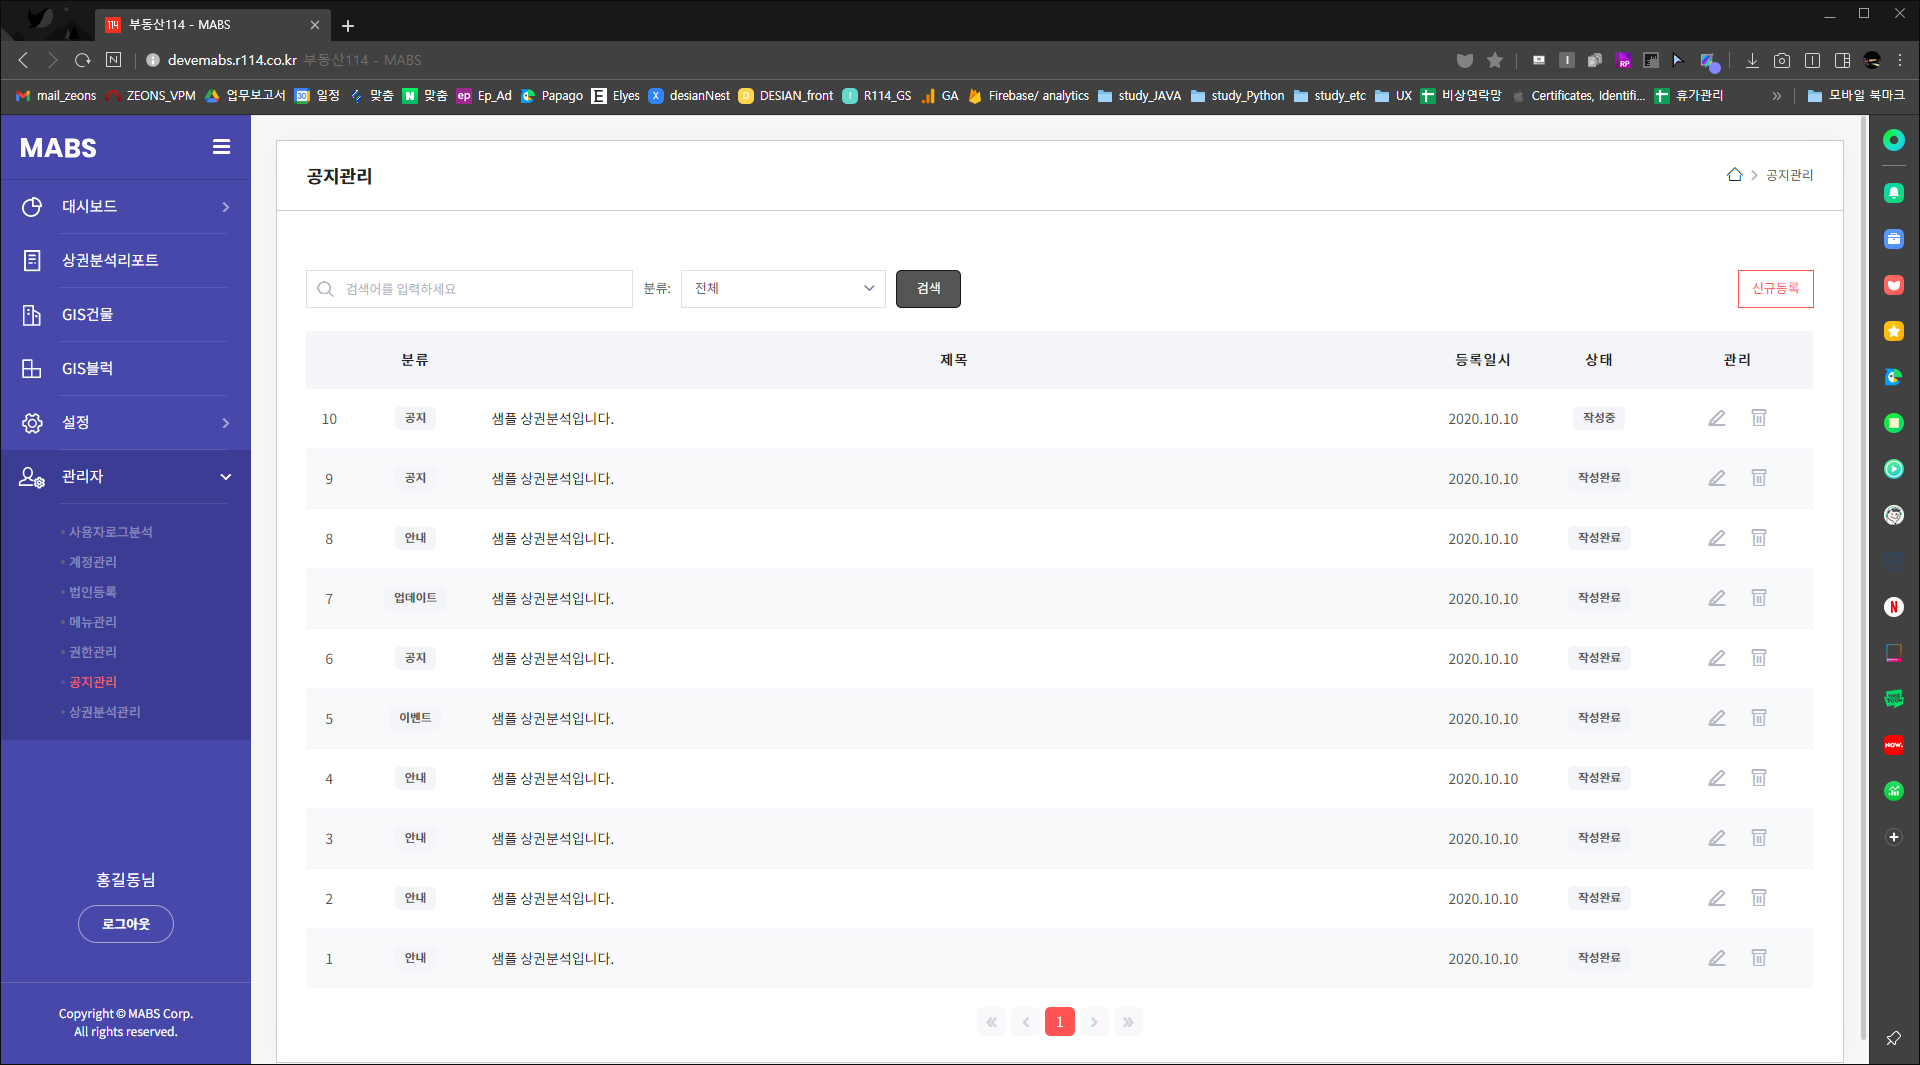 부동산114 - MABS
devemabs.r114.co.kr 부동산114 - MABS
mail_zeons ZEONS_VPM 업무보고서 일정 맞춤 맞춤 Ep_Ad Papago Elyes desianNest DESIAN_front R114_GS GA Firebase/ analytics study_JAVA study_Python study_etc UX 비상연락망 Certificates, Identifi... 휴가관리 모바일 북마크
MABS
대시보드
상권분석리포트
GIS건물
GIS블럭
설정
관리자
사용자로그분석
계정관리
법인등록
메뉴관리
권한관리
공지관리
상권분석관리
홍길동님
로그아웃
Copyright © MABS Corp.
All rights reserved.
공지관리
공지관리
검색어를 입력하세요 분류: 전체 검색 신규등록
분류 제목 등록일시 상태 관리
10 공지 샘플 상권분석입니다. 2020.10.10 작성중
9 공지 샘플 상권분석입니다. 2020.10.10 작성완료
8 안내 샘플 상권분석입니다. 2020.10.10 작성완료
7 업데이트 샘플 상권분석입니다. 2020.10.10 작성완료
6 공지 샘플 상권분석입니다. 2020.10.10 작성완료
5 이벤트 샘플 상권분석입니다. 2020.10.10 작성완료
4 안내 샘플 상권분석입니다. 2020.10.10 작성완료
3 안내 샘플 상권분석입니다. 2020.10.10 작성완료
2 안내 샘플 상권분석입니다. 2020.10.10 작성완료
1 안내 샘플 상권분석입니다. 2020.10.10 작성완료
« ‹ 1 › »